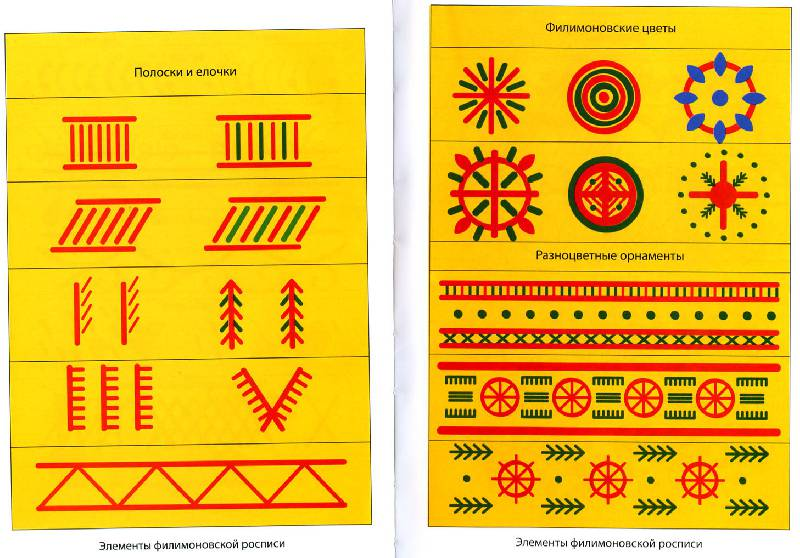 Полоски и елочки
Элементы филимоновской росписи
Филимоновские цветы
Разноцветные орнаменты
Элементы филимоновской росписи